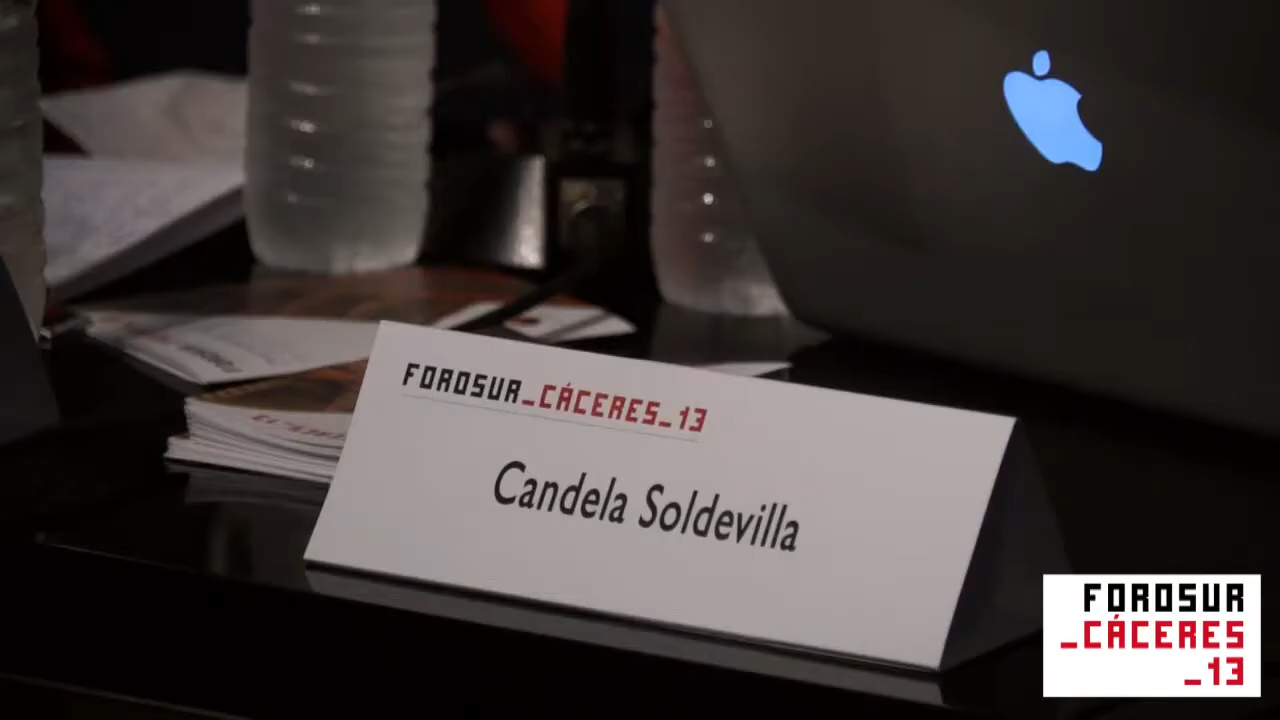 FOROSUR_CÁCERES_13
Candela Soldevilla
FOROSUR
_CÁCERES
_13